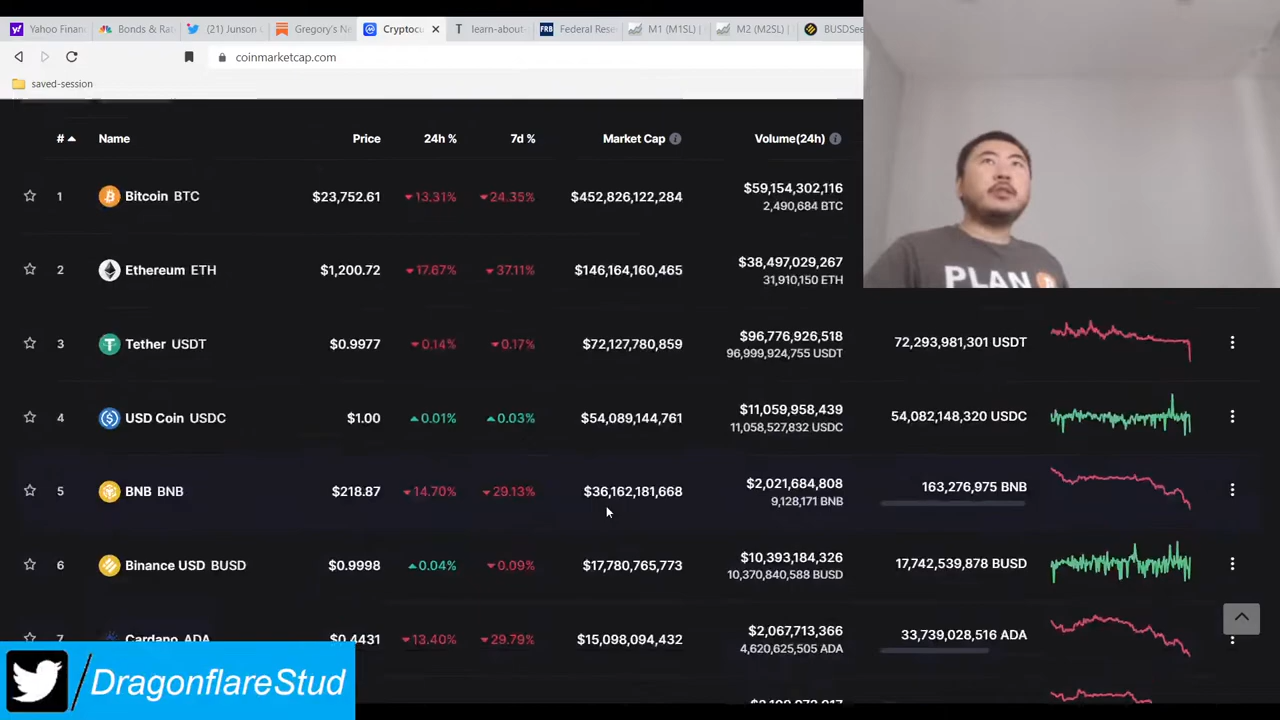 Yahoo Finan
Bonds & Rat
(21) Junson
Gregory's Ne
Cryptocu
learn-about-
Federal Rese
M1 (M1SL) |
M2 (M2SL) |
BUSDSee
coinmarketcap.com
saved-session
# Name Price 24h % 7d % Market Cap Volume(24h)
1 Bitcoin BTC $23,752.61 13.31% 24.35% $452,826,122,284 $59,154,302,116
2,490,684 BTC
2 Ethereum ETH $1,200.72 17.67% 37.11% $146,164,160,465 $38,497,029,267
31,910,150 ETH
3 Tether USDT $0.9977 0.14% 0.17% $72,127,780,859 $96,776,926,518 72,293,981,301 USDT
96,999,924,755 USDT
4 USD Coin USDC $1.00 0.01% 0.03% $54,089,144,761 $11,059,958,439 54,082,148,320 USDC
11,058,527,832 USDC
5 BNB BNB $218.87 14.70% 29.13% $36,162,181,668 $2,021,684,808 163,276,975 BNB
9,128,171 BNB
6 Binance USD BUSD $0.9998 0.04% 0.09% $17,780,765,773 $10,393,184,326 17,742,539,878 BUSD
10,370,840,588 BUSD
7 Cardano ADA $0.4431 13.40% 29.79% $15,098,094,432 $2,067,713,366 33,739,028,516 ADA
4,620,625,505 ADA
PLAN
/DragonflareStud